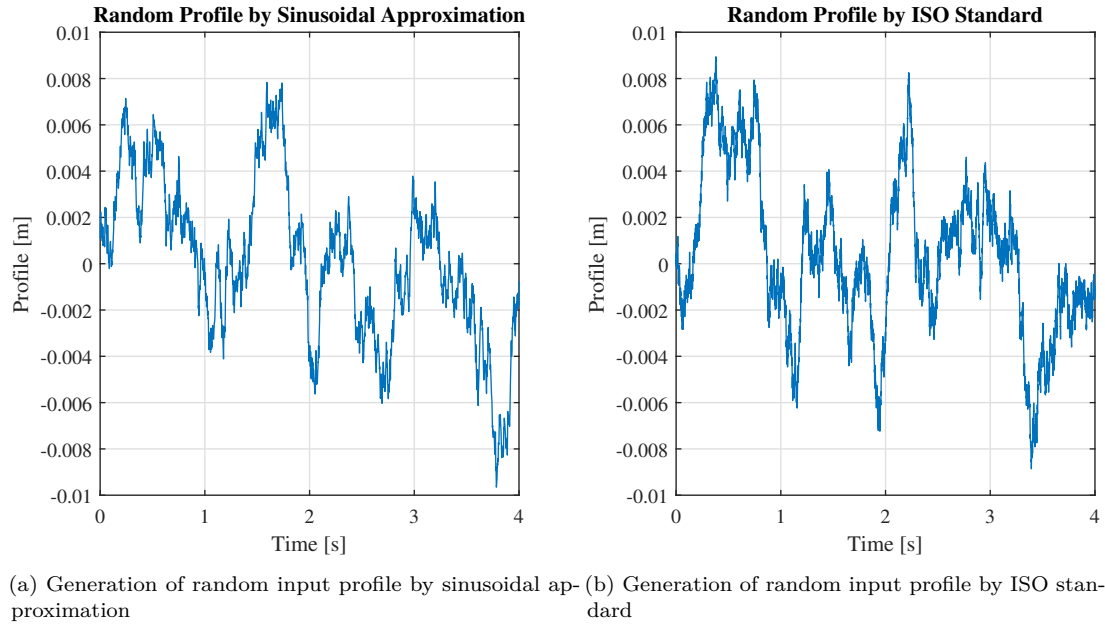 Random Profile by Sinusoidal Approximation
0.01
0.008
0.006
0.004
0.002
0
-0.002
-0.004
-0.006
-0.008
-0.01
Profile [m]
0 1 2 3 4
Time [s]
(a) Generation of random input profile by sinusoidal ap-
proximation
Random Profile by ISO Standard
0.01
0.008
0.006
0.004
0.002
0
-0.002
-0.004
-0.006
-0.008
-0.01
Profile [m]
0 1 2 3 4
Time [s]
(b) Generation of random input profile by ISO stan-
dard